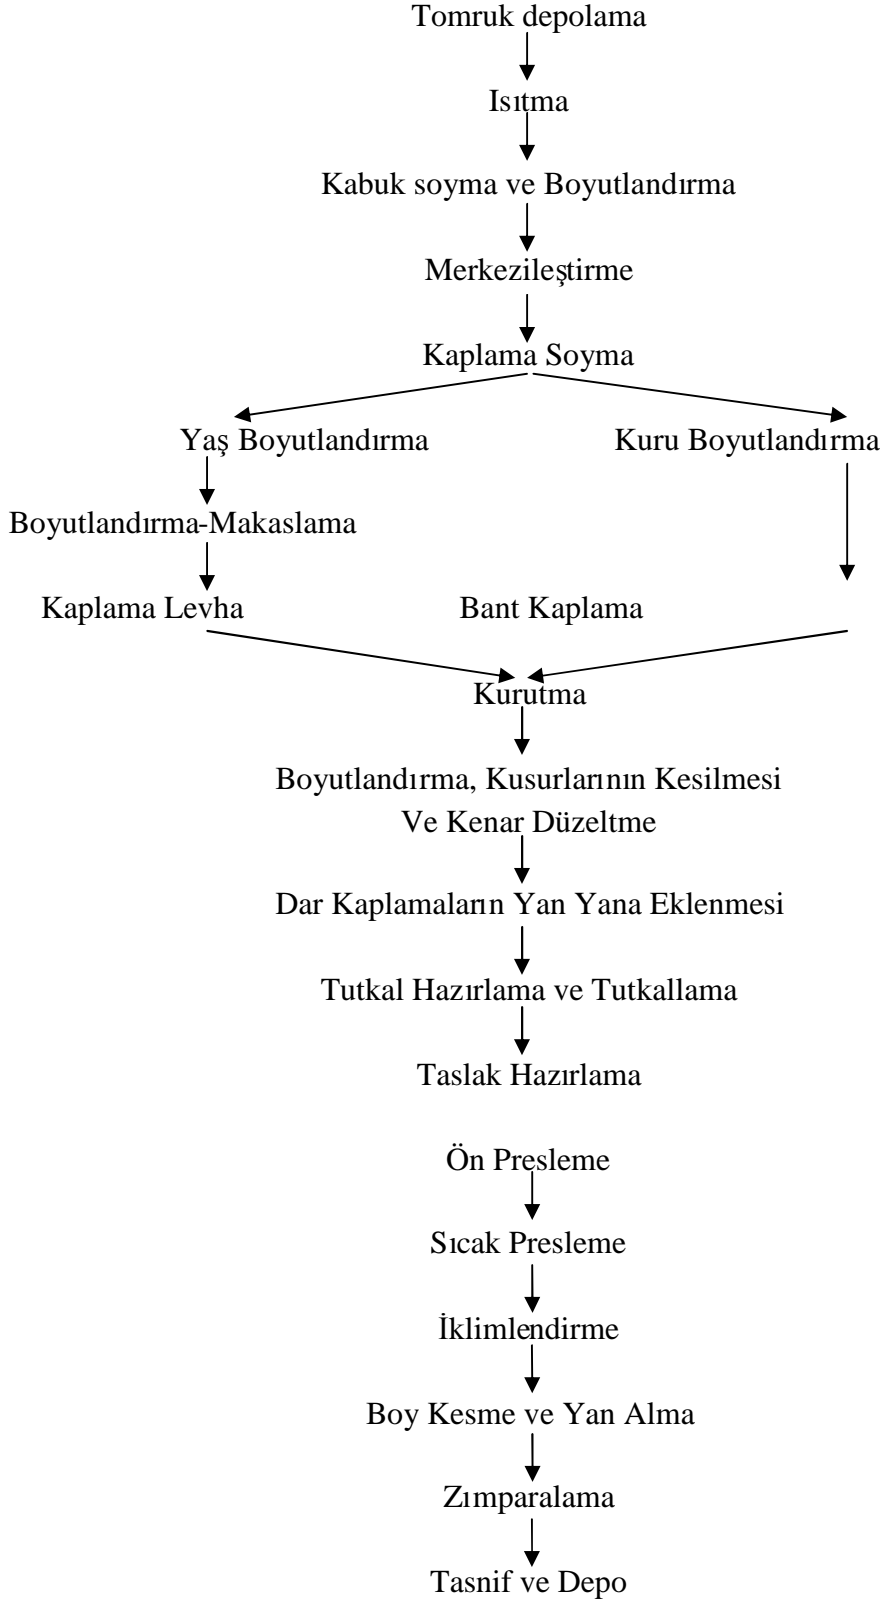 Tomruk depolama
Isıtma
Kabuk soyma ve Boyutlandırma
Merkezileştirme
Kaplama Soyma
Yaş Boyutlandırma
Kuru Boyutlandırma
Boyutlandırma-Makaslama
Kaplama Levha
Bant Kaplama
Kurutma
Boyutlandırma, Kusurlarının Kesilmesi
Ve Kenar Düzeltme
Dar Kaplamaların Yan Yana Eklenmesi
Tutkal Hazırlama ve Tutkallama
Taslak Hazırlama
Ön Presleme
Sıcak Presleme
İklimlendirme
Boy Kesme ve Yan Alma
Zımparalama
Tasnif ve Depo